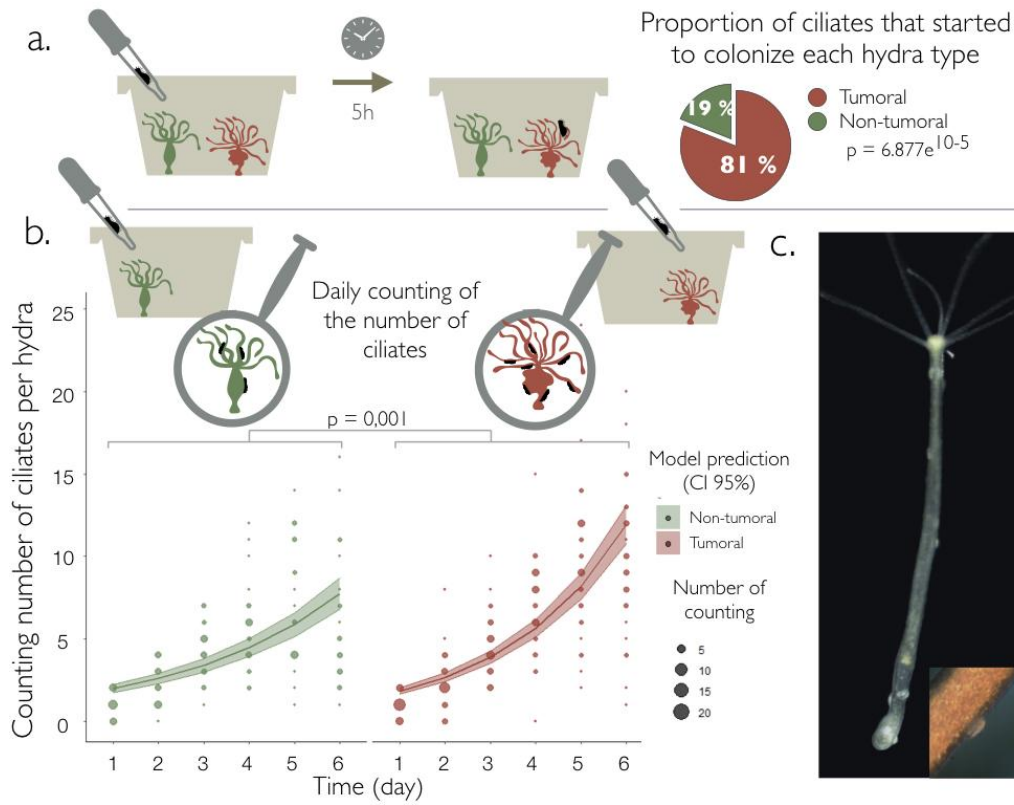 a.
5h
Proportion of ciliates that started
to colonize each hydra type
19 %
81 %
Tumoral
Non-tumoral
p = 6.877e10-5
b.
c.
Daily counting of
the number of
ciliates
p = 0,001
Counting number of ciliates per hydra
25
20
15
10
5
0
1 2 3 4 5 6
1 2 3 4 5 6
Time (day)
Model prediction
(CI 95%)
Non-tumoral
Tumoral
Number of
counting
5
10
15
20